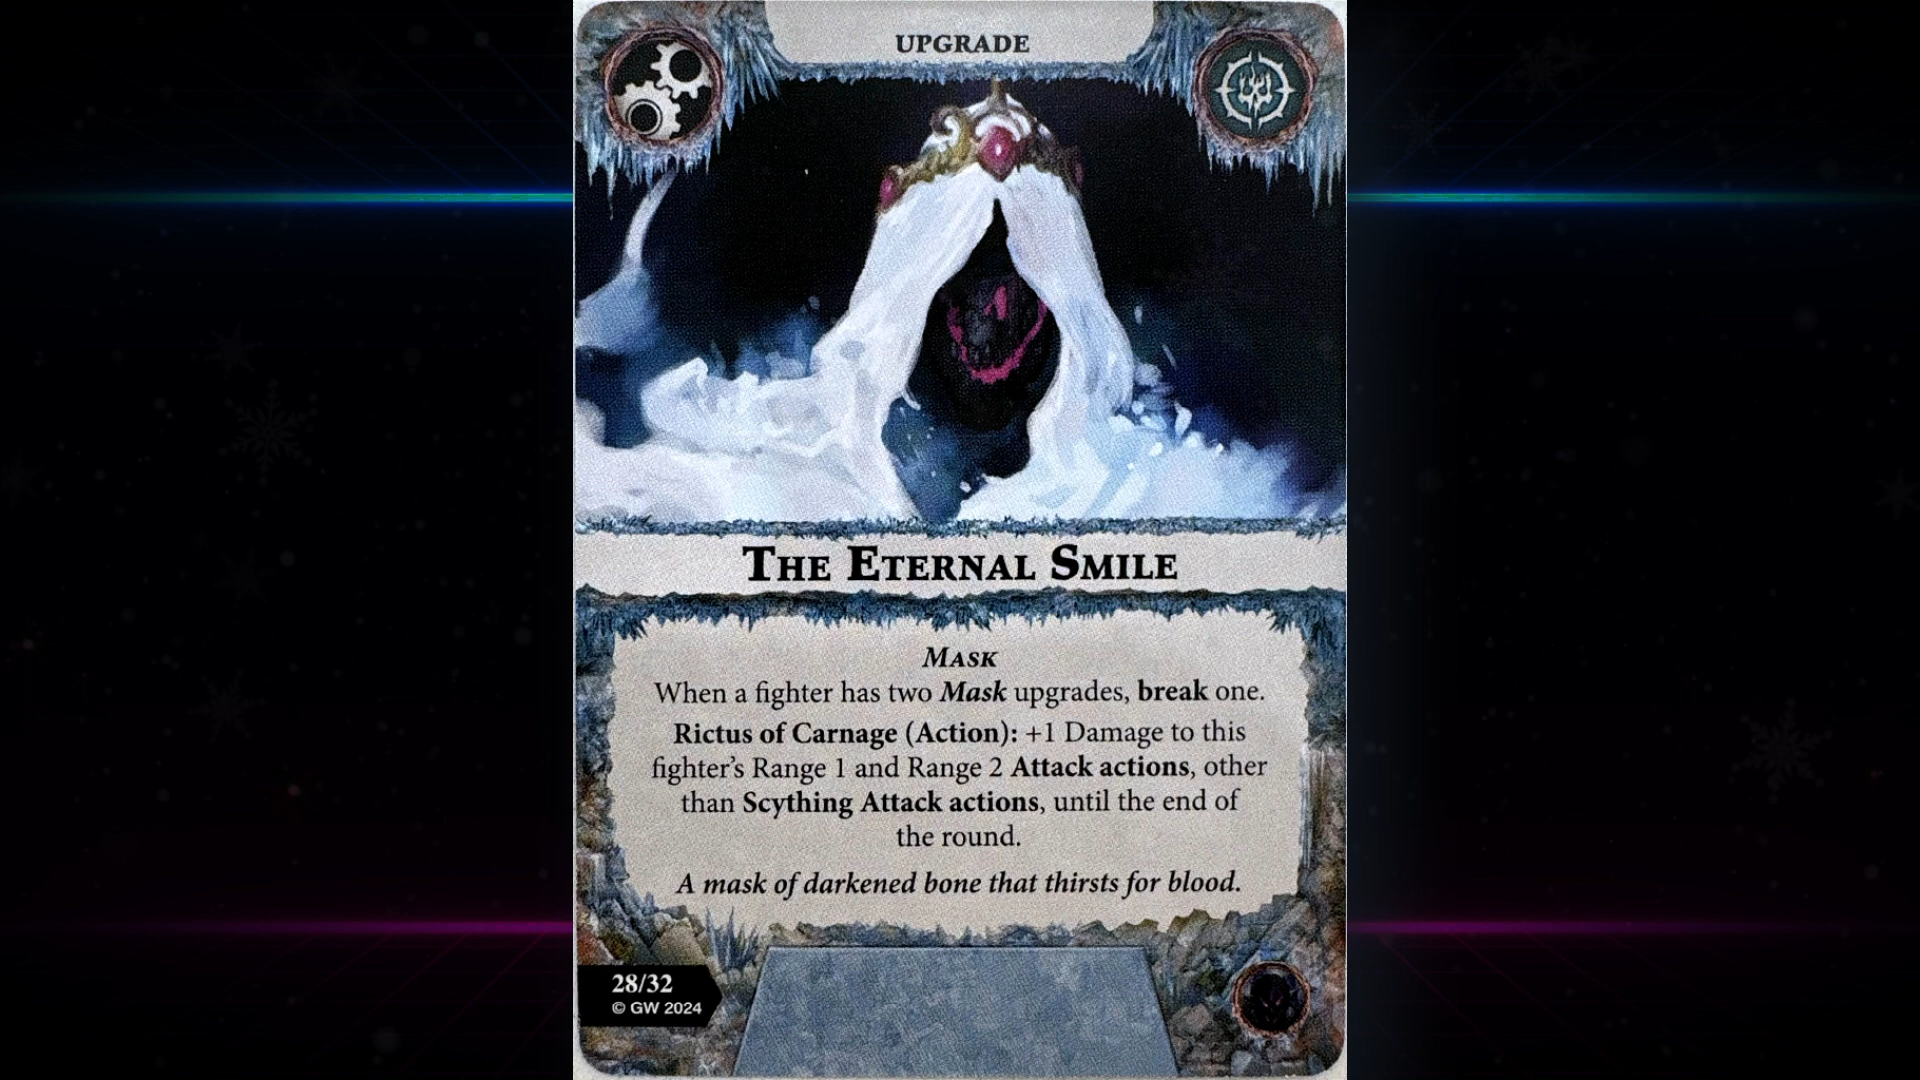 UPGRADE
THE ETERNAL SMILE
MASK
When a fighter has two Mask upgrades, break one.
Rictus of Carnage (Action): +1 Damage to this
fighter's Range 1 and Range 2 Attack actions, other
than Scything Attack actions, until the end of
the round.
A mask of darkened bone that thirsts for blood.
28/32
© GW 2024